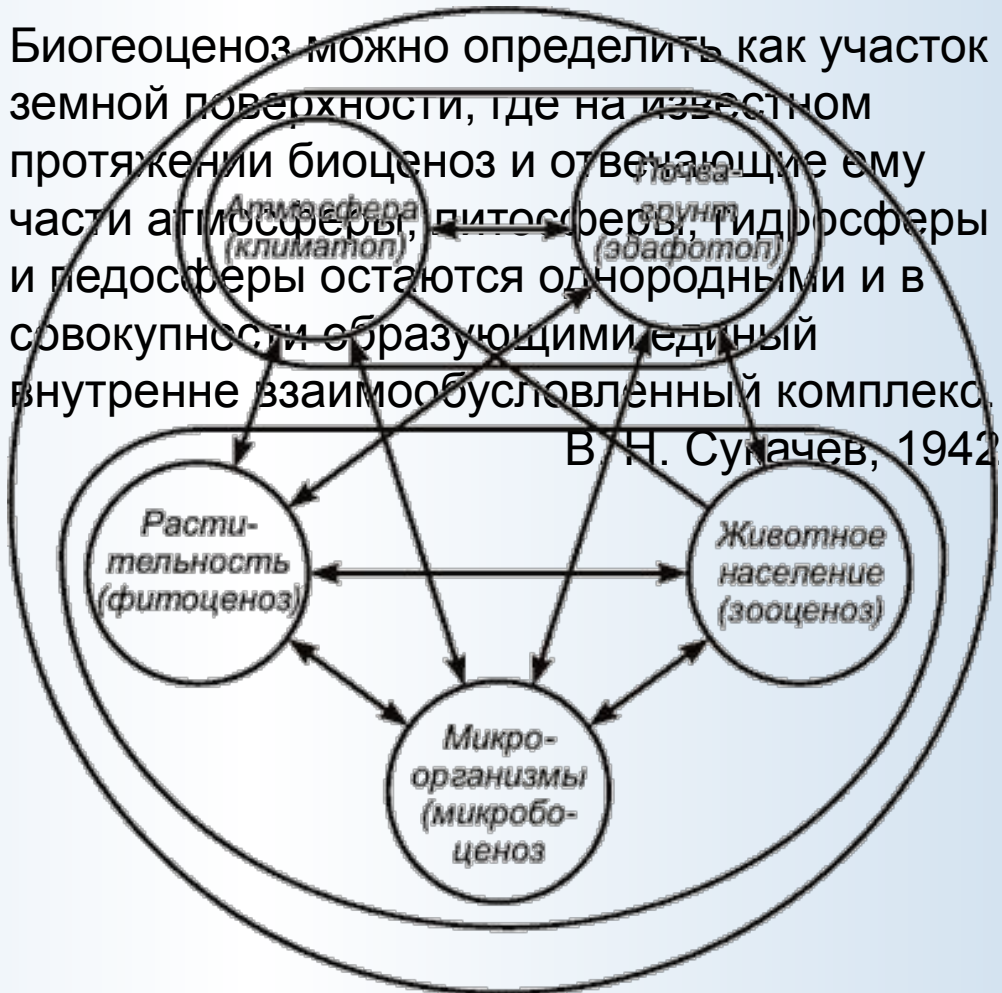 Биогеоценоз можно определить как участок
земной поверхности, где на известном
протяжении биоценоз и отвечающие ему
части атмосферы, литосферы, гидросферы
и педосферы остаются однородными и в
совокупности образующими единый
внутренне взаимообусловленный комплекс.
В. Н. Сукачев, 1942
Атмосфера
(климатоп)
Почва-
грунт
(эдафотоп)
Расти-
тельность
(фитоценоз)
Животное
население
(зооценоз)
Микро-
организмы
(микробо-
ценоз